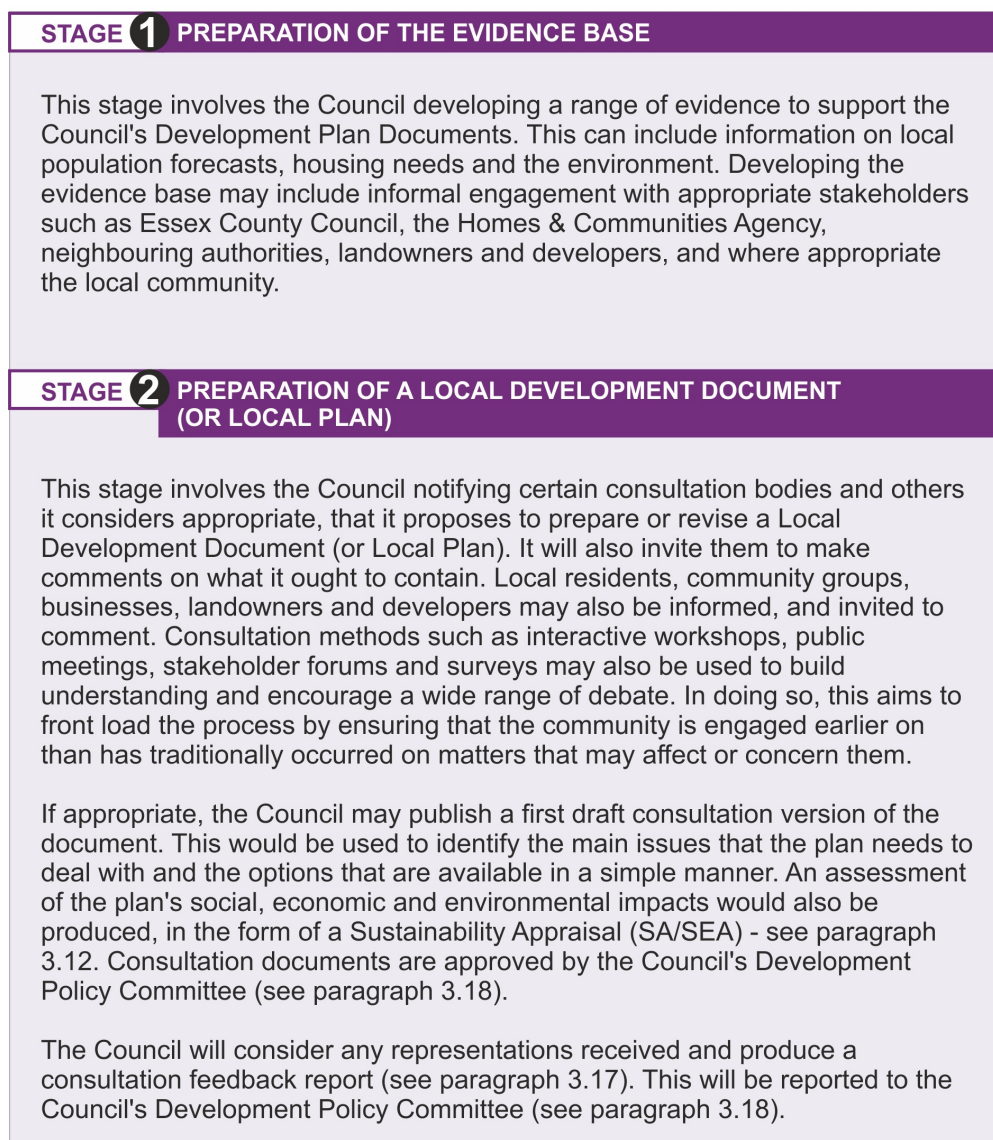 STAGE 1 PREPARATION OF THE EVIDENCE BASE
This stage involves the Council developing a range of evidence to support the
Council's Development Plan Documents. This can include information on local
population forecasts, housing needs and the environment. Developing the
evidence base may include informal engagement with appropriate stakeholders
such as Essex County Council, the Homes & Communities Agency,
neighbouring authorities, landowners and developers, and where appropriate
the local community.
STAGE 2 PREPARATION OF A LOCAL DEVELOPMENT DOCUMENT
(OR LOCAL PLAN)
This stage involves the Council notifying certain consultation bodies and others
it considers appropriate, that it proposes to prepare or revise a Local
Development Document (or Local Plan). It will also invite them to make
comments on what it ought to contain. Local residents, community groups,
businesses, landowners and developers may also be informed, and invited to
comment. Consultation methods such as interactive workshops, public
meetings, stakeholder forums and surveys may also be used to build
understanding and encourage a wide range of debate. In doing so, this aims to
front load the process by ensuring that the community is engaged earlier on
than has traditionally occurred on matters that may affect or concern them.
If appropriate, the Council may publish a first draft consultation version of the
document. This would be used to identify the main issues that the plan needs to
deal with and the options that are available in a simple manner. An assessment
of the plan's social, economic and environmental impacts would also be
produced, in the form of a Sustainability Appraisal (SA/SEA) - see paragraph
3.12. Consultation documents are approved by the Council's Development
Policy Committee (see paragraph 3.18).
The Council will consider any representations received and produce a
consultation feedback report (see paragraph 3.17). This will be reported to the
Council's Development Policy Committee (see paragraph 3.18).